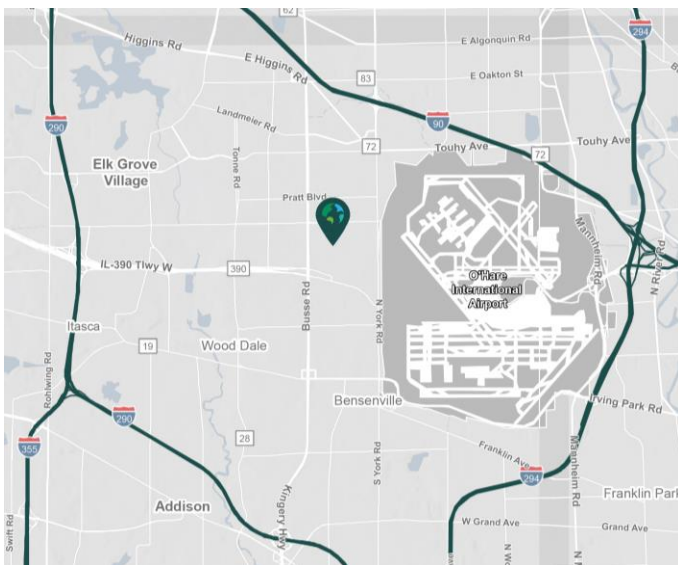 62
Higgins Rd
E Algonquin Rd
294
E Higgins Rd
83
E Oakton St
Landmeier Rd
90
290
Touhy Ave
Touhy Ave
72
72
Tonne Rd
Elk Grove
Village
Pratt Blvd
Mannheim Rd
N River Rd
IL-390 Tlwy W
390
O'Hare
International
Airport
Busse Rd
N York Rd
Itasca
19
Wood Dale
Rohlwing Rd
Bensenville
Irving Park Rd
290
28
355
S York Rd
Franklin Ave
Mannheim Rd
294
Franklin Park
Kingery Hwy
Addison
Swift Rd
W Grand Ave
Grand Ave